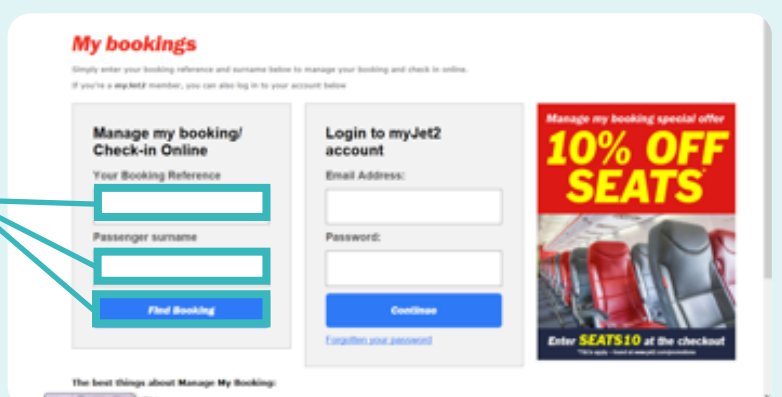 My bookings
Simply enter your booking reference and surname below to manage your booking and check in online.
If you're a myJet2 member, you can also log in to your account below
Manage my booking/
Check-in Online
Your Booking Reference
Passenger surname
Find Booking
Login to myJet2
account
Email Address:
Password:
Continue
Forgotten your password
Manage my booking special offer
10% OFF
SEATS*
Enter SEATS10 at the checkout
The best things about Manage My Booking: